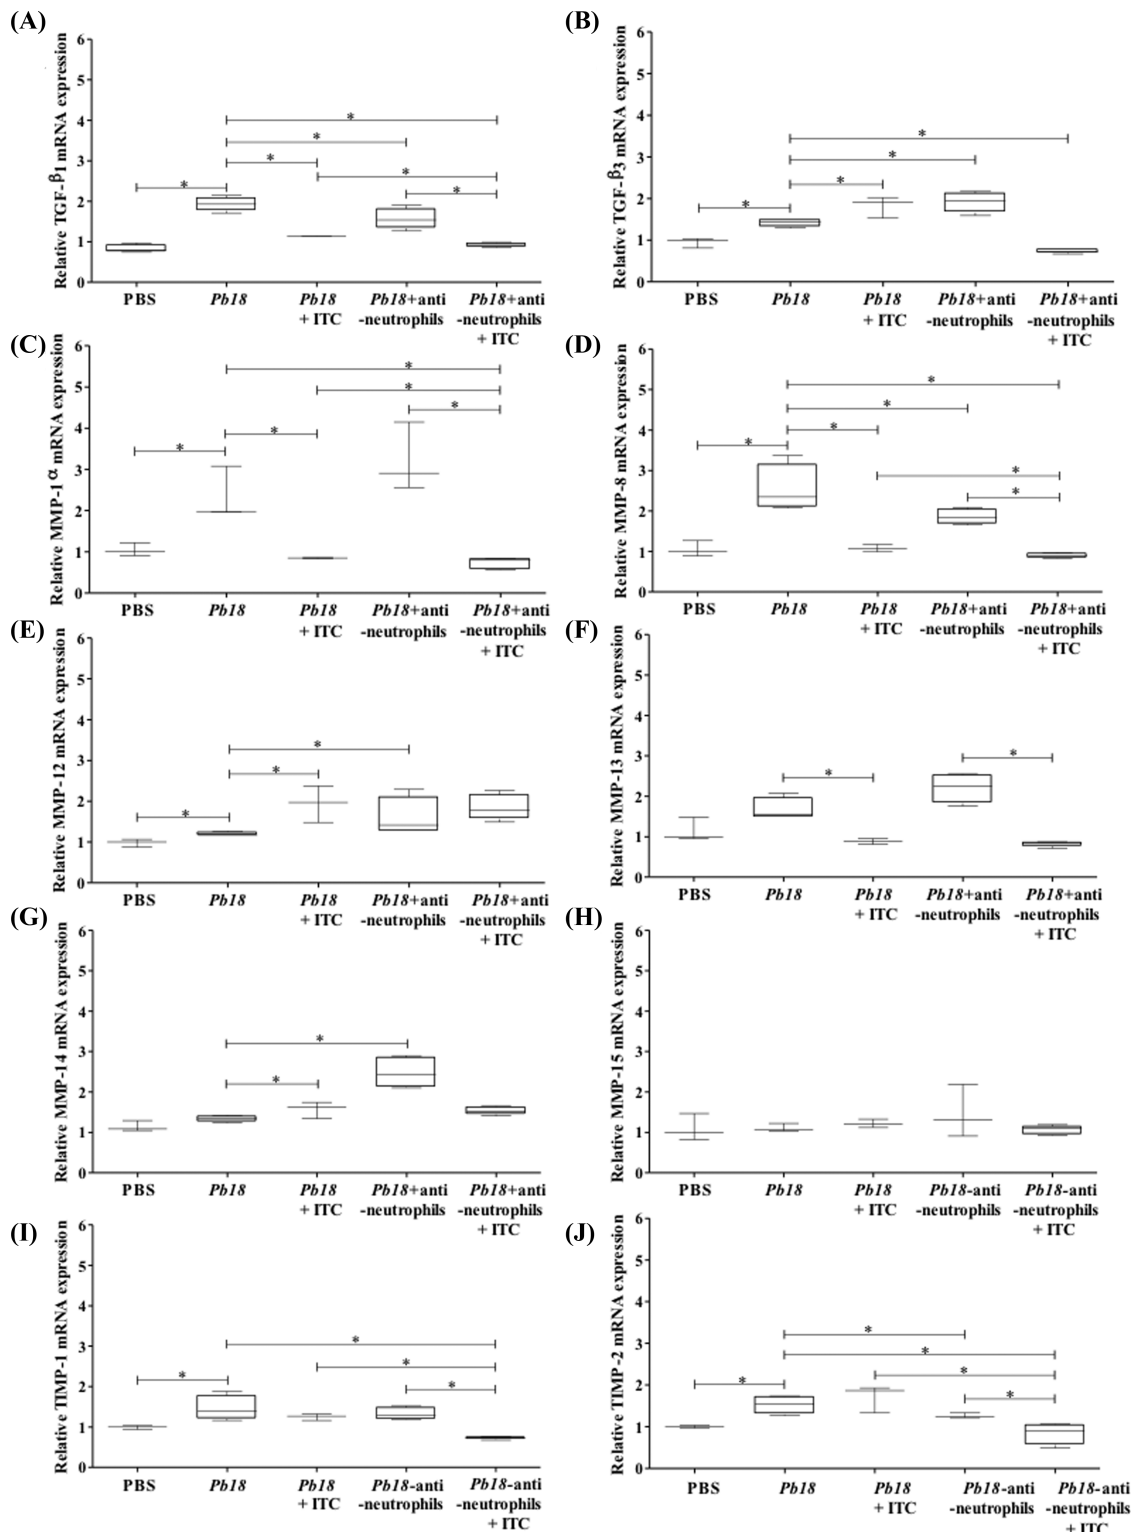 (A)
Relative TGF-β1 mRNA expression
6
5
4
3
2
1
0
* * * * * *
PBS Pb18 Pb18 Pb18+anti Pb18+anti
+ ITC -neutrophils -neutrophils
+ ITC
(B)
Relative TGF-β3 mRNA expression
6
5
4
3
2
1
0
* * * *
PBS Pb18 Pb18 Pb18+anti Pb18+anti
+ ITC -neutrophils -neutrophils
+ ITC
(C)
Relative MMP-1α mRNA expression
6
5
4
3
2
1
0
* * * * *
PBS Pb18 Pb18 Pb18+anti Pb18+anti
+ ITC -neutrophils -neutrophils
+ ITC
(D)
Relative MMP-8 mRNA expression
6
5
4
3
2
1
0
* * * * * *
PBS Pb18 Pb18 Pb18+anti Pb18+anti
+ ITC -neutrophils -neutrophils
+ ITC
(E)
Relative MMP-12 mRNA expression
6
5
4
3
2
1
0
* * *
PBS Pb18 Pb18 Pb18+anti Pb18+anti
+ ITC -neutrophils -neutrophils
+ ITC
(F)
Relative MMP-13 mRNA expression
6
5
4
3
2
1
0
* *
PBS Pb18 Pb18 Pb18+anti Pb18+anti
+ ITC -neutrophils -neutrophils
+ ITC
(G)
Relative MMP-14 mRNA expression
6
5
4
3
2
1
0
* *
PBS Pb18 Pb18 Pb18+anti Pb18+anti
+ ITC -neutrophils -neutrophils
+ ITC
(H)
Relative MMP-15 mRNA expression
6
5
4
3
2
1
0
PBS Pb18 Pb18 Pb18-anti Pb18-anti
+ ITC -neutrophils -neutrophils
+ ITC
(I)
Relative TIMP-1 mRNA expression
6
5
4
3
2
1
0
* * * *
PBS Pb18 Pb18 Pb18-anti Pb18-anti
+ ITC -neutrophils -neutrophils
+ ITC
(J)
Relative TIMP-2 mRNA expression
6
5
4
3
2
1
0
* * * * *
PBS Pb18 Pb18 Pb18-anti Pb18-anti
+ ITC -neutrophils -neutrophils
+ ITC